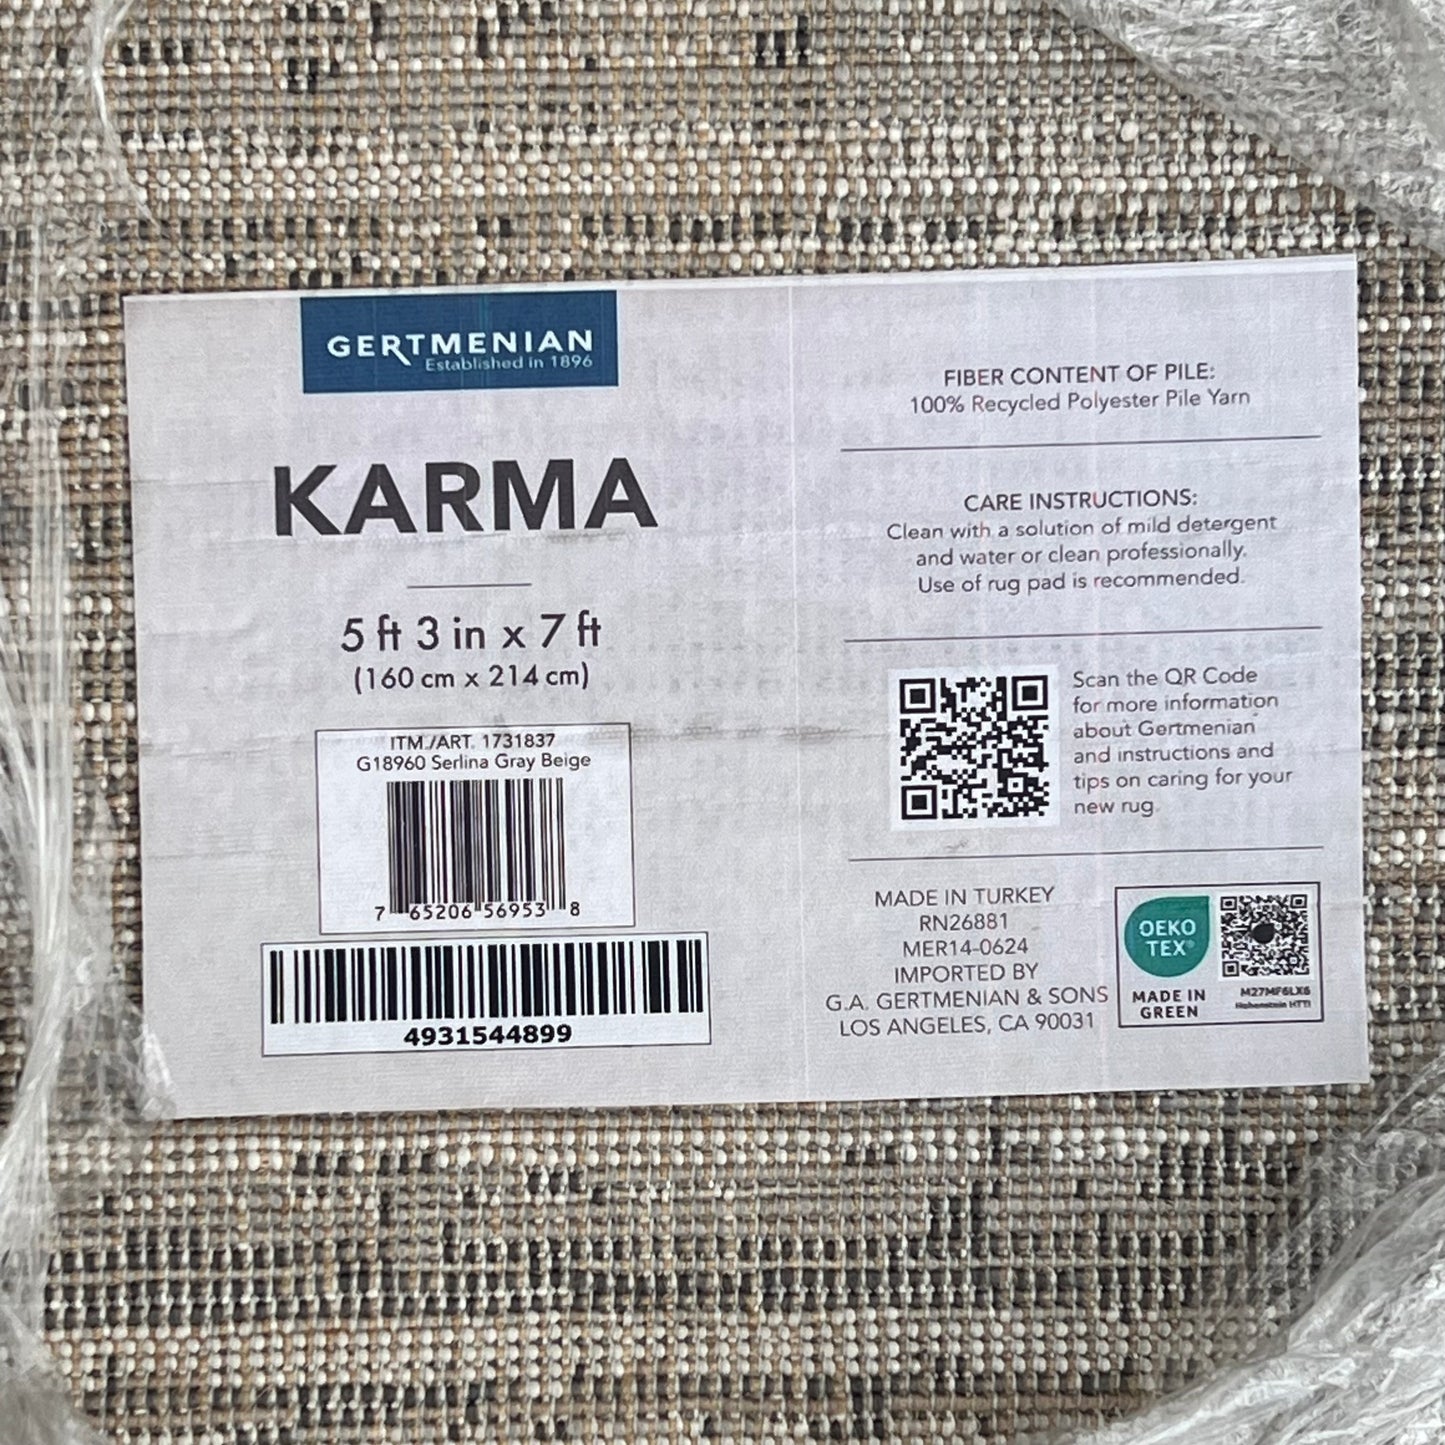 GERTMENIAN
Established in 1896
KARMA
5 ft 3 in x 7 ft
(160 cm x 214 cm)
ITM./ART. 1731837
G18960 Serlina Gray Beige
7 65206 56953 8
4931544899
FIBER CONTENT OF PILE:
100% Recycled Polyester Pile Yarn
CARE INSTRUCTIONS:
Clean with a solution of mild detergent
and water or clean professionally.
Use of rug pad is recommended.
Scan the QR Code
for more information
about Gertmenian
and instructions and
tips on caring for your
new rug.
MADE IN TURKEY
RN26881
MER14-0624
IMPORTED BY
G.A. GERTMENIAN & SONS
LOS ANGELES, CA 90031
OEKO
TEX®
MADE IN
GREEN
M27MF6LX6
Hohenstein HTTI